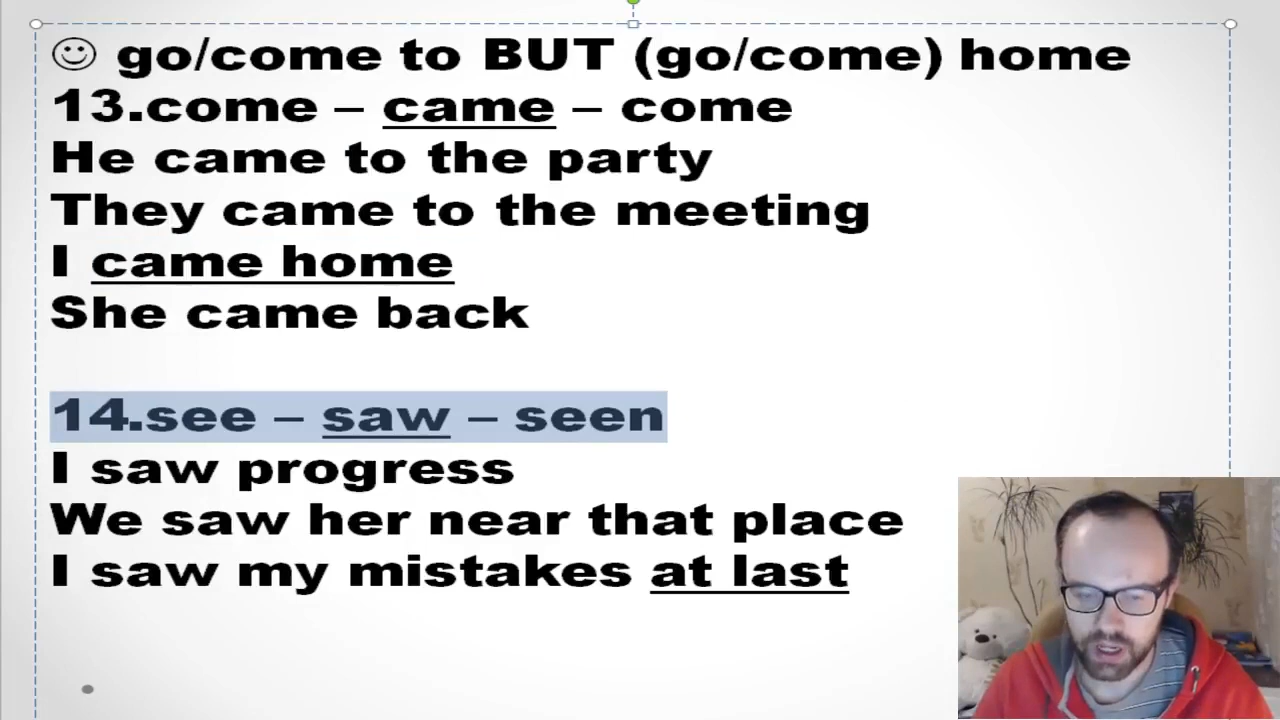 ☺ go/come to BUT (go/come) home
13.come – came – come
He came to the party
They came to the meeting
I came home
She came back
14.see – saw – seen
I saw progress
We saw her near that place
I saw my mistakes at last